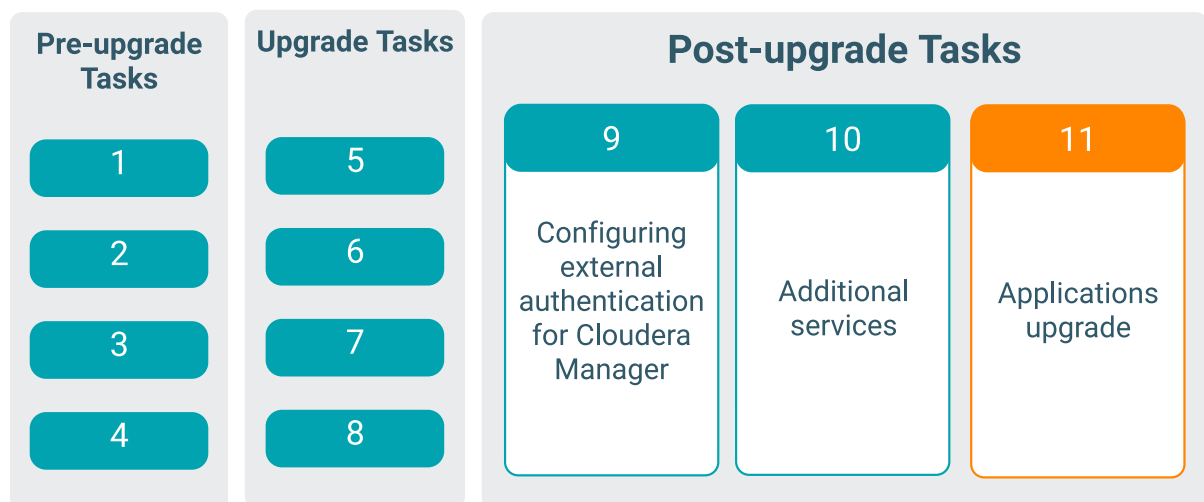 Pre-upgrade
Tasks
1
2
3
4
Upgrade Tasks
5
6
7
8
Post-upgrade Tasks
9
Configuring
external
authentication
for Cloudera
Manager
10
Additional
services
11
Applications
upgrade